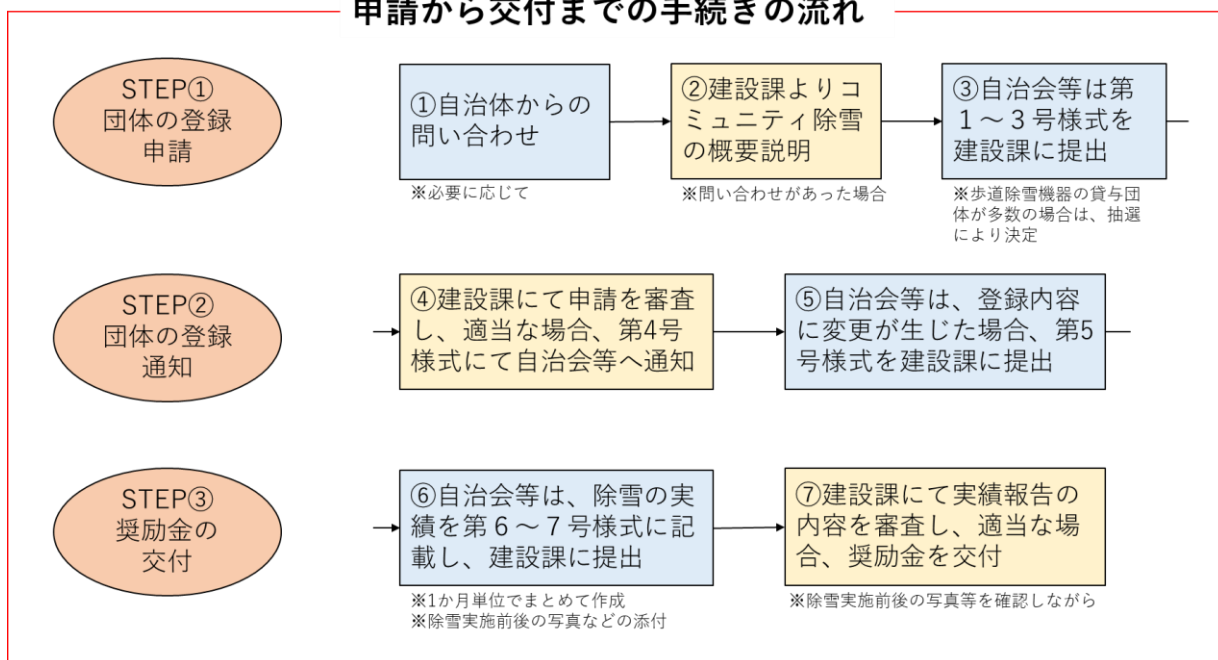 申請から交付までの手続きの流れ
STEP①
団体の登録
申請
①自治体からの
問い合わせ
※必要に応じて
②建設課よりコ
ミュニティ除雪
の概要説明
※問い合わせがあった場合
③自治会等は第
１～３号様式を
建設課に提出
※歩道除雪機器の貸与団
体が多数の場合は、抽選
により決定
STEP②
団体の登録
通知
④建設課にて申請を審査
し、適当な場合、第4号
様式にて自治会等へ通知
⑤自治会等は、登録内容
に変更が生じた場合、第5
号様式を建設課に提出
STEP③
奨励金の
交付
⑥自治会等は、除雪の実
績を第６～７号様式に記
載し、建設課に提出
※1か月単位でまとめて作成
※除雪実施前後の写真などの添付
⑦建設課にて実績報告の
内容を審査し、適当な場
合、奨励金を交付
※除雪実施前後の写真等を確認しながら